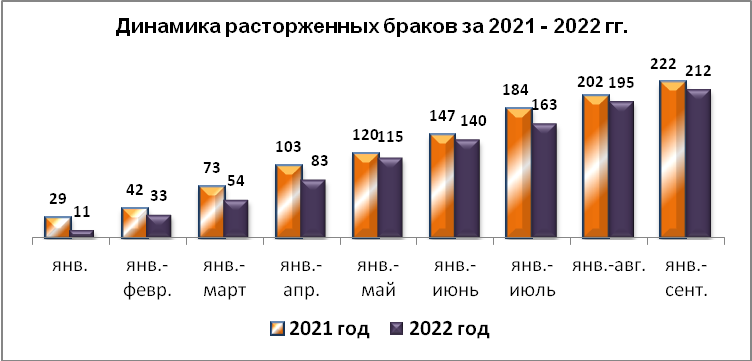 Динамика расторженных браков за 2021 - 2022 гг.
29 11 42 33 73 54 103 83 120 115 147 140 184 163 202 195 222 212
янв. янв.- янв.- янв.- янв.- янв.- янв.- янв.-авг. янв.-
февр. март апр. май июнь июль сент.
2021 год 2022 год